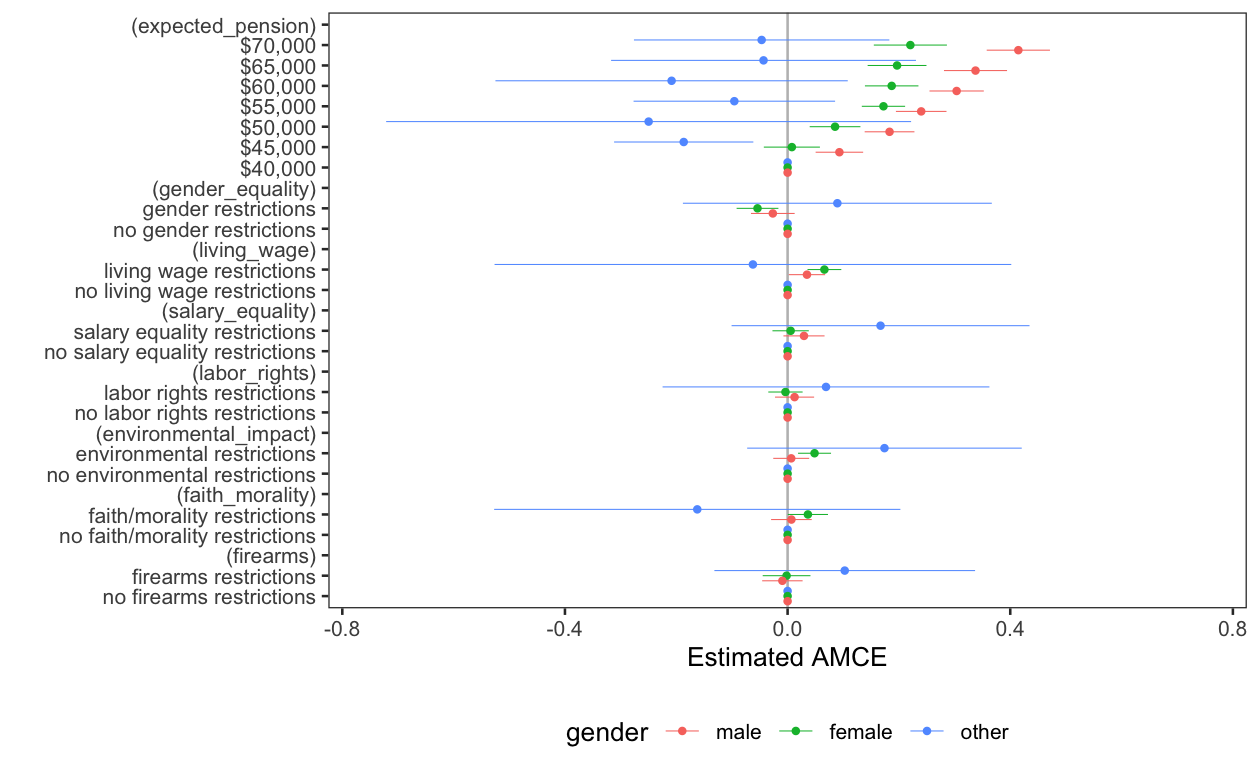 (expected_pension)
$70,000
$65,000
$60,000
$55,000
$50,000
$45,000
$40,000
(gender_equality)
gender restrictions
no gender restrictions
(living_wage)
living wage restrictions
no living wage restrictions
(salary_equality)
salary equality restrictions
no salary equality restrictions
(labor_rights)
labor rights restrictions
no labor rights restrictions
(environmental_impact)
environmental restrictions
no environmental restrictions
(faith_morality)
faith/morality restrictions
no faith/morality restrictions
(firearms)
firearms restrictions
no firearms restrictions
-0.8 -0.4 0.0 0.4 0.8
Estimated AMCE
gender male female other